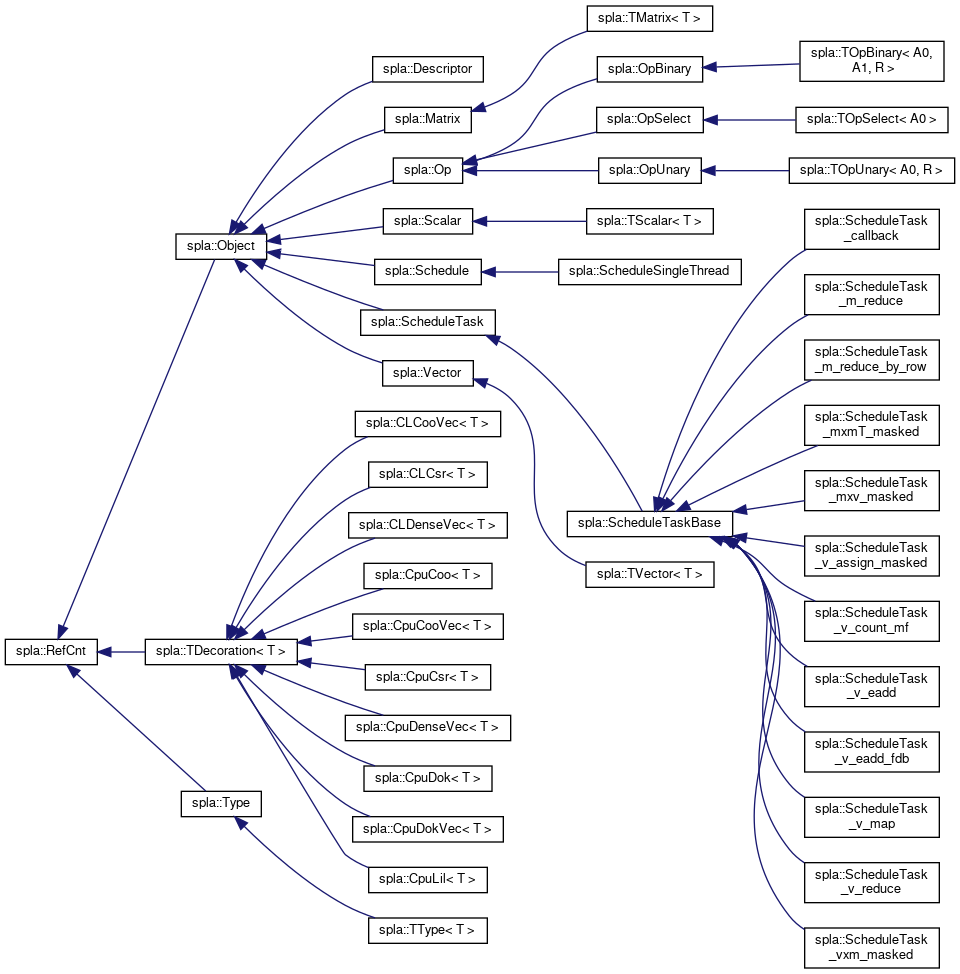 spla::TMatrix< T >
spla::Descriptor
spla::OpBinary
spla::TOpBinary< A0,
A1, R >
spla::Matrix
spla::OpSelect
spla::TOpSelect< A0 >
spla::Op
spla::OpUnary
spla::TOpUnary< A0, R >
spla::Scalar
spla::TScalar< T >
spla::Object
spla::Schedule
spla::ScheduleSingleThread
spla::ScheduleTask
spla::Vector
spla::ScheduleTask
_callback
spla::ScheduleTask
_m_reduce
spla::ScheduleTask
_m_reduce_by_row
spla::ScheduleTask
_mxmT_masked
spla::ScheduleTask
_mxv_masked
spla::ScheduleTaskBase
spla::ScheduleTask
_v_assign_masked
spla::TVector< T >
spla::ScheduleTask
_v_count_mf
spla::ScheduleTask
_v_eadd
spla::ScheduleTask
_v_eadd_fdb
spla::ScheduleTask
_v_map
spla::ScheduleTask
_v_reduce
spla::ScheduleTask
_vxm_masked
spla::CLCooVec< T >
spla::CLCsr< T >
spla::CLDenseVec< T >
spla::CpuCoo< T >
spla::CpuCooVec< T >
spla::RefCnt
spla::TDecoration< T >
spla::CpuCsr< T >
spla::CpuDenseVec< T >
spla::CpuDok< T >
spla::Type
spla::CpuDokVec< T >
spla::CpuLil< T >
spla::TType< T >